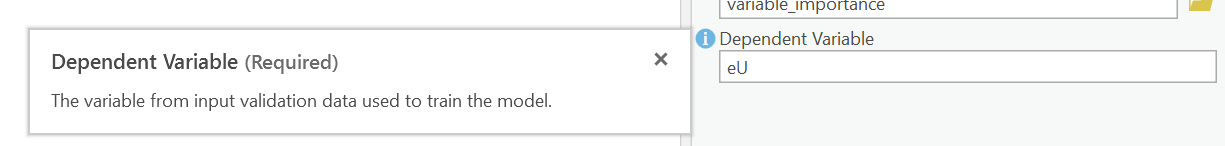 variable_importance
Dependent Variable
eU
Dependent Variable (Required)
The variable from input validation data used to train the model.